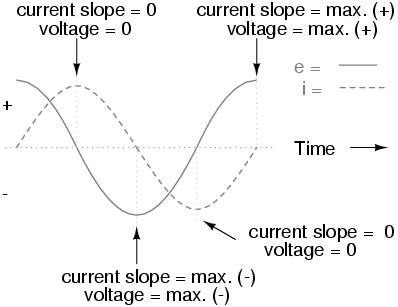 current slope = 0
voltage = 0
current slope = max. (+)
voltage = max. (+)
e =
i =
+
Time
-
current slope = 0
voltage = 0
current slope = max. (-)
voltage = max. (-)